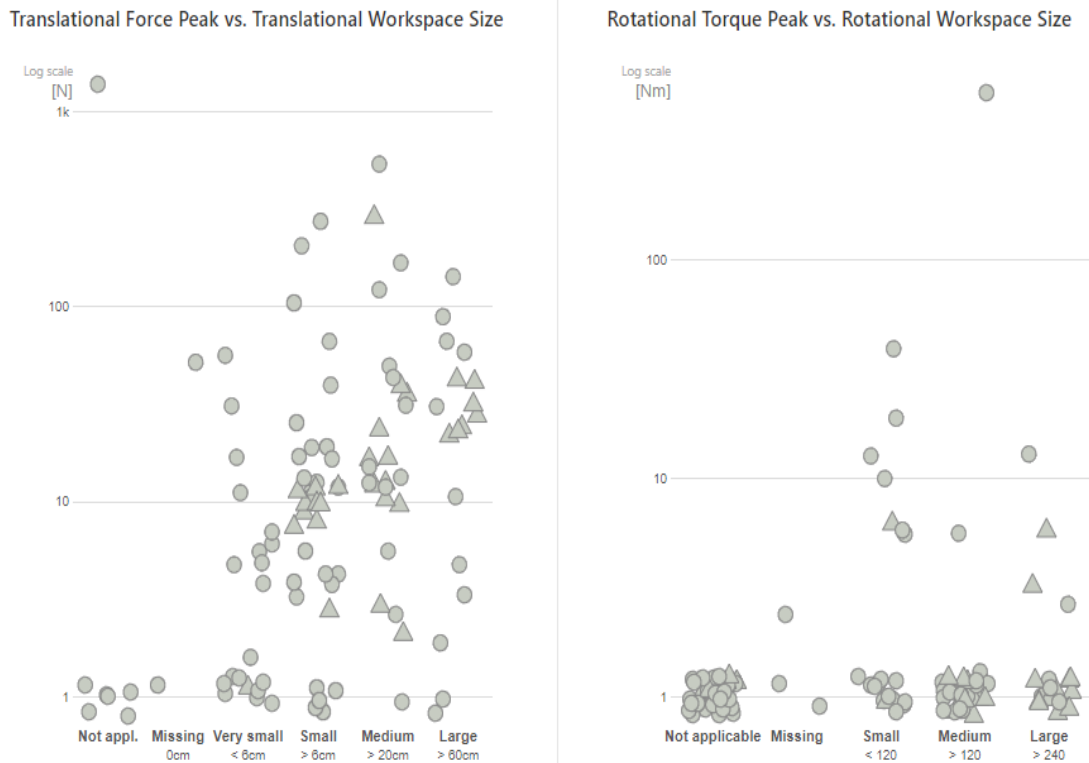 Translational Force Peak vs. Translational Workspace Size
Log scale
[N]
1k
100
10
1
Not appl. Missing Very small Small Medium Large
0cm < 6cm > 6cm > 20cm > 60cm
Rotational Torque Peak vs. Rotational Workspace Size
Log scale
[Nm]
100
10
1
Not applicable Missing Small Medium Large
< 120 > 120 > 240